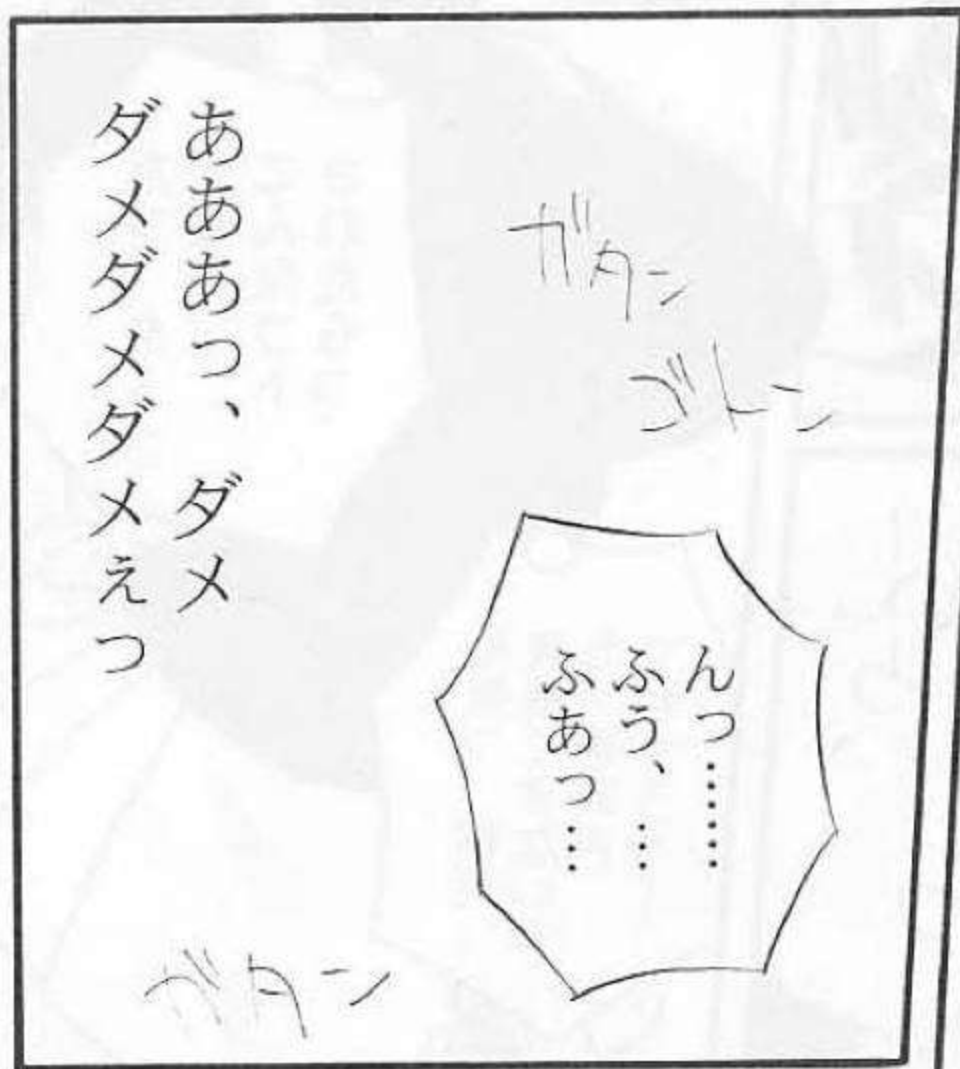 ガタン
ゴトン
んっ……
ふう、…
ふあっ…
あああっ、ダメ
ダメダメダメぇっ
ガタン